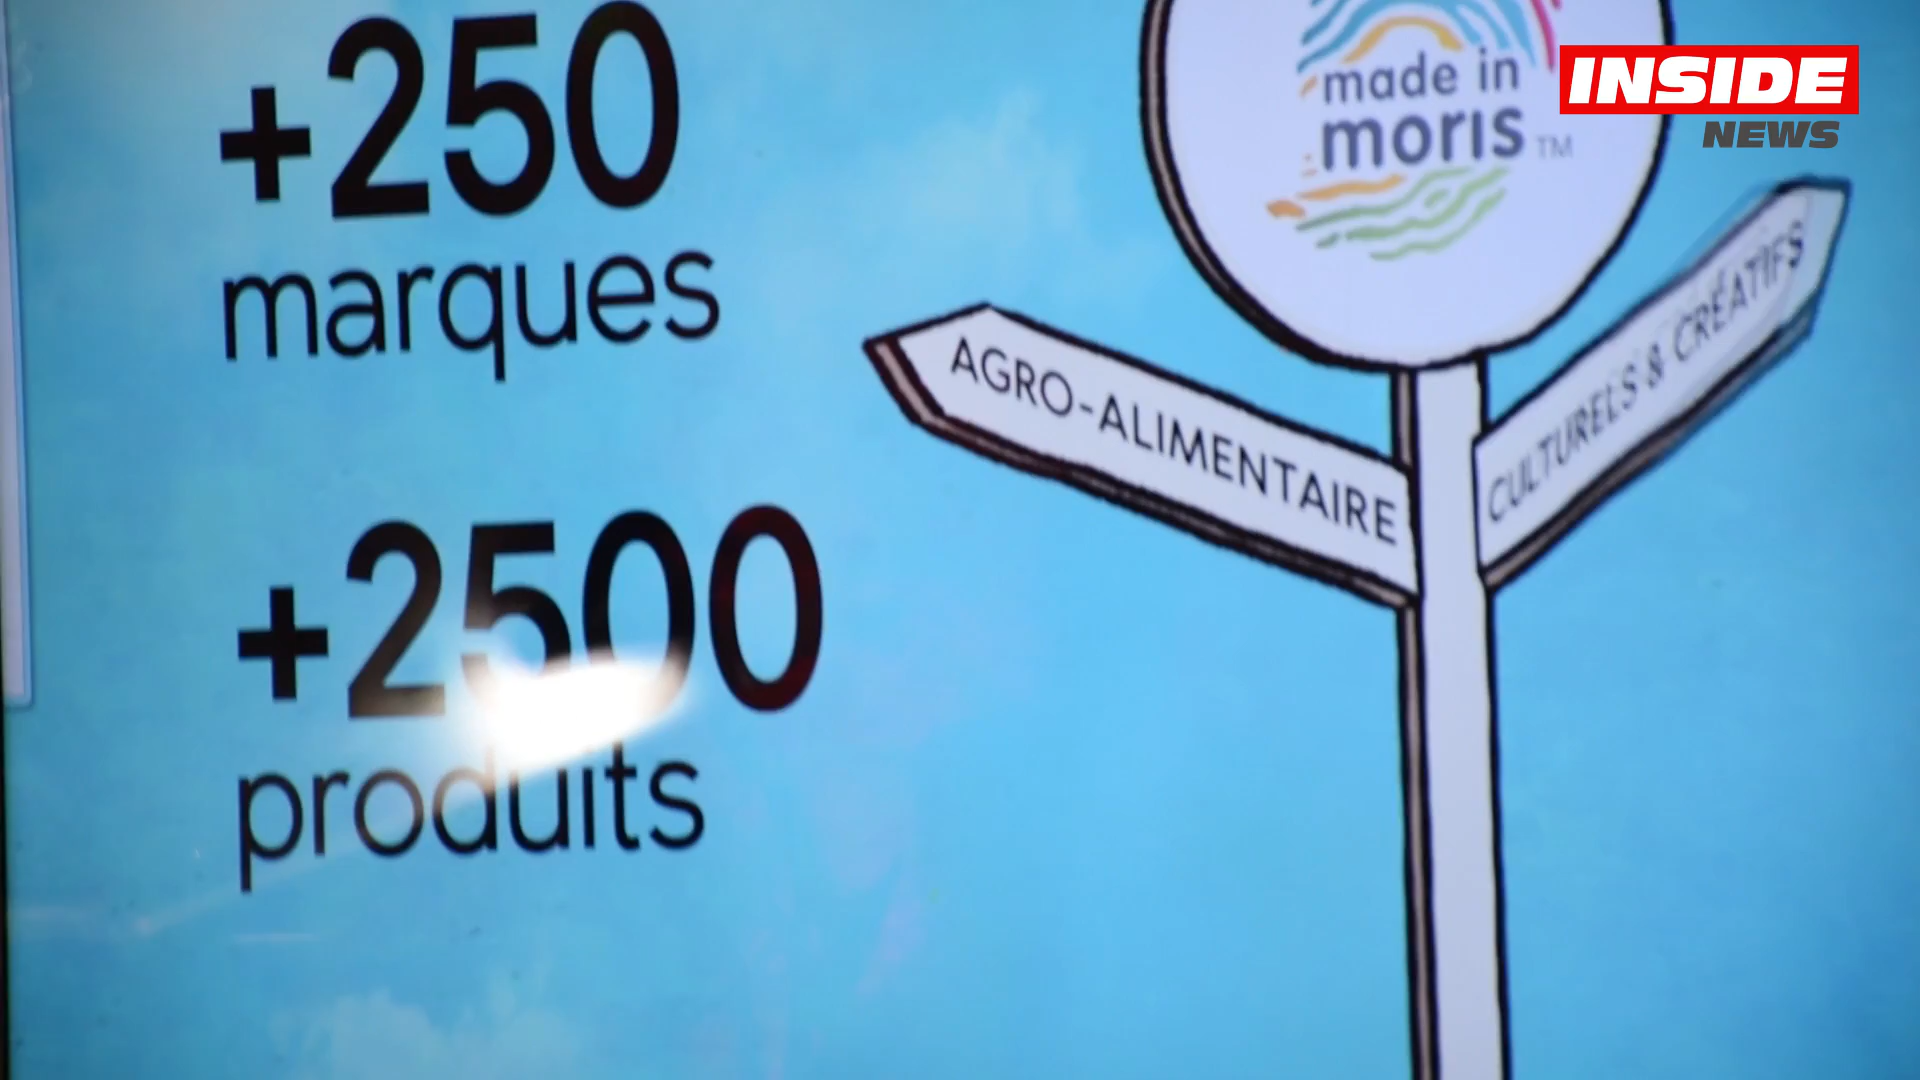 +250
marques
+2500
produits
made in
moris TM
INSIDE
NEWS
AGRO-ALIMENTAIRE
CULTURELS & CRÉATIFS